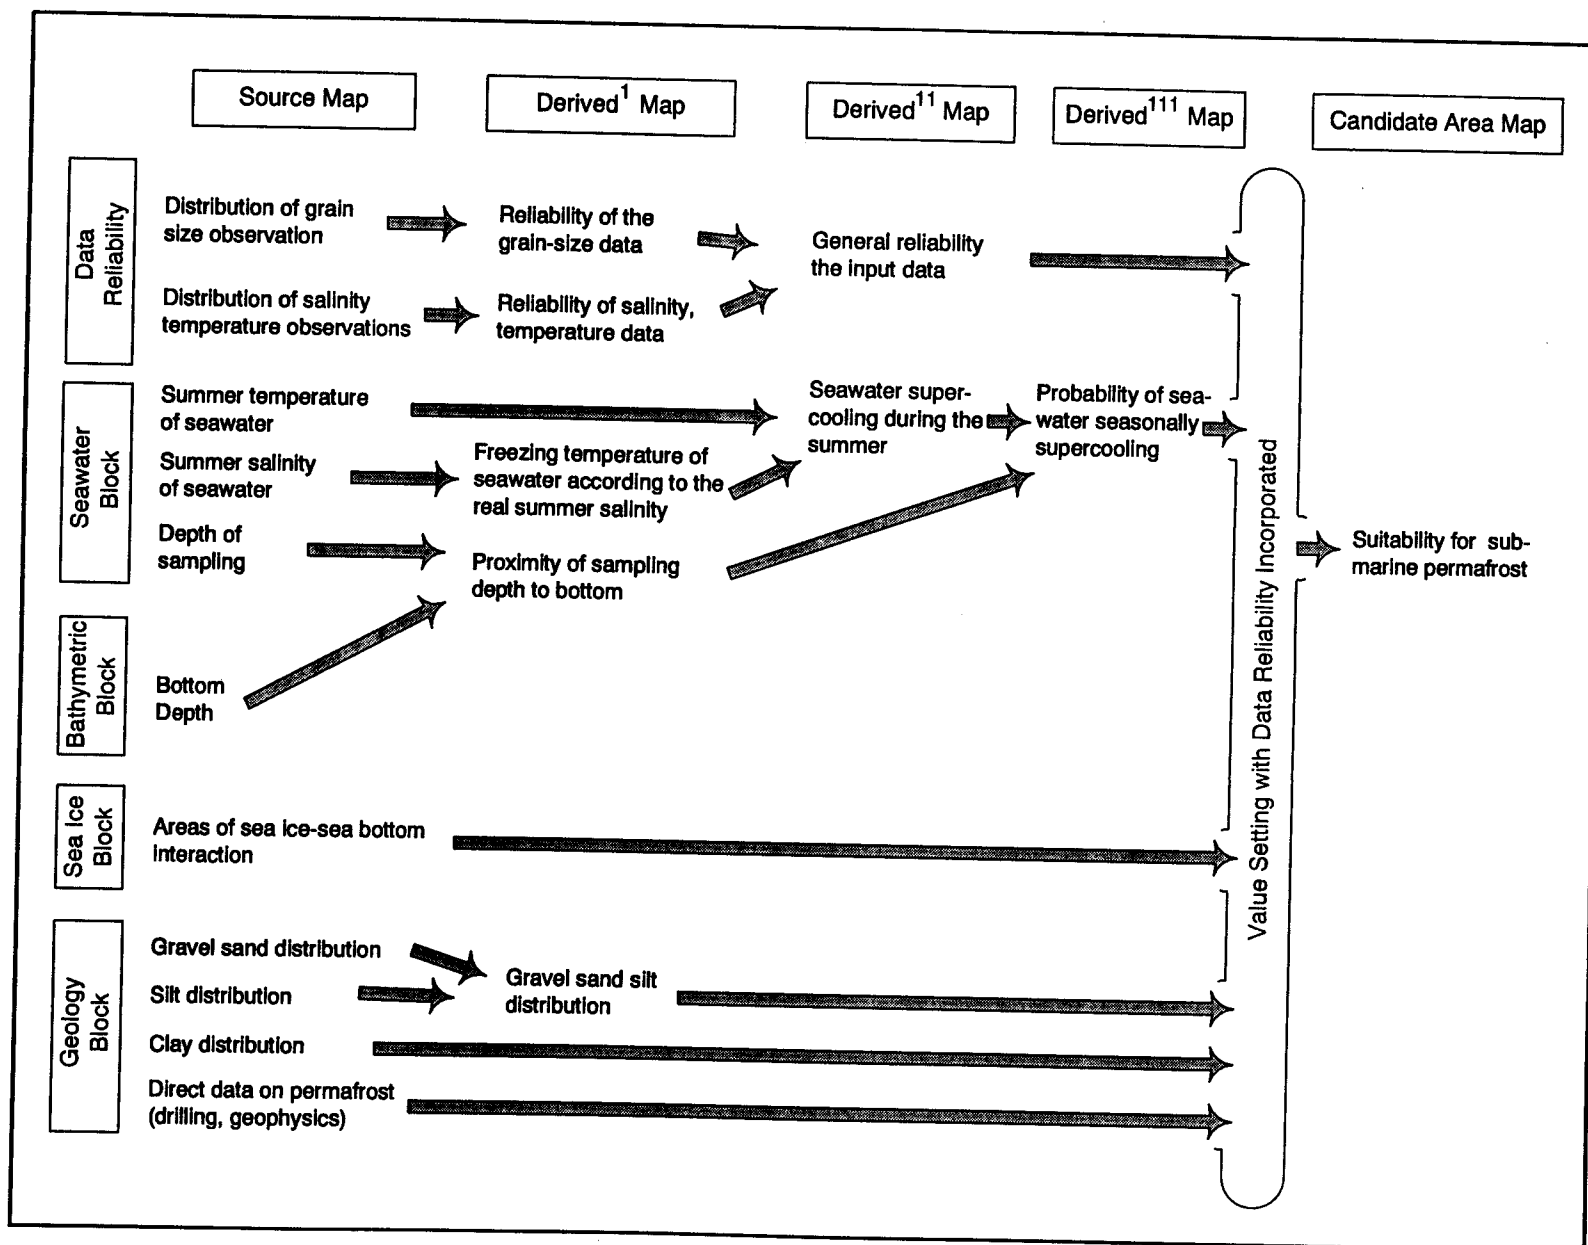 Source Map
Derived1 Map
Derived11 Map
Derived111 Map
Candidate Area Map
Data
Reliability
Distribution of grain
size observation
Reliability of the
grain-size data
General reliability
the input data
Distribution of salinity
temperature observations
Reliability of salinity,
temperature data
Seawater
Block
Summer temperature
of seawater
Seawater super-
cooling during the
summer
Probability of sea-
water seasonally
supercooling
Summer salinity
of seawater
Freezing temperature of
seawater according to the
real summer salinity
Depth of
sampling
Proximity of sampling
depth to bottom
Bathymetric
Block
Bottom
Depth
Sea Ice
Block
Areas of sea ice-sea bottom
interaction
Geology
Block
Gravel sand distribution
Silt distribution
Gravel sand silt
distribution
Clay distribution
Direct data on permafrost
(drilling, geophysics)
Value Setting with Data Reliability Incorporated
Suitability for sub-
marine permafrost